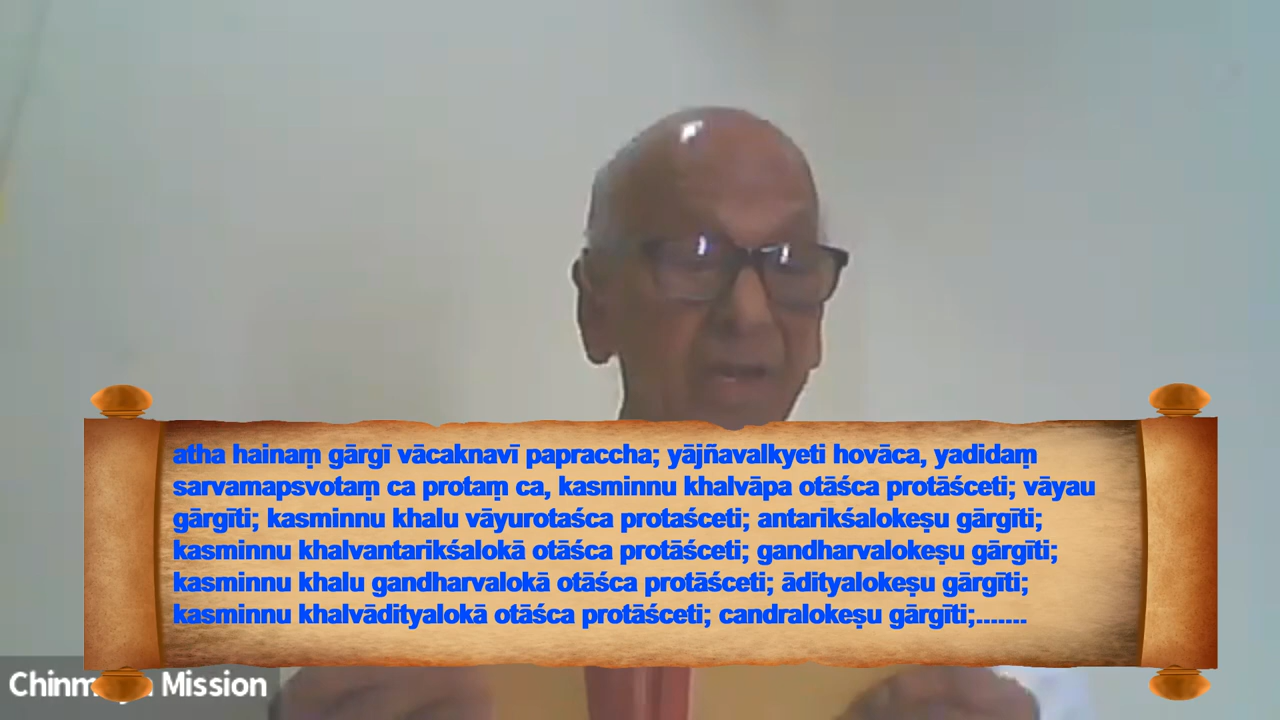 atha hainaṃ gārgī vācaknavī papraccha; yājñavalkyeti hovāca, yadidaṃ
sarvamapsvotaṃ ca protaṃ ca, kasminnu khalvāpa otāśca protāśceti; vāyau
gārgīti; kasminnu khalu vāyurotaśca protaśceti; antarikśalokeṣu gārgīti;
kasminnu khalvantarikśalokā otāśca protāśceti; gandharvalokeṣu gārgīti;
kasminnu khalu gandharvalokā otāśca protāśceti; ādityalokeṣu gārgīti;
kasminnu khalvādityalokā otāśca protāśceti; candralokeṣu gārgīti;.......
Mission